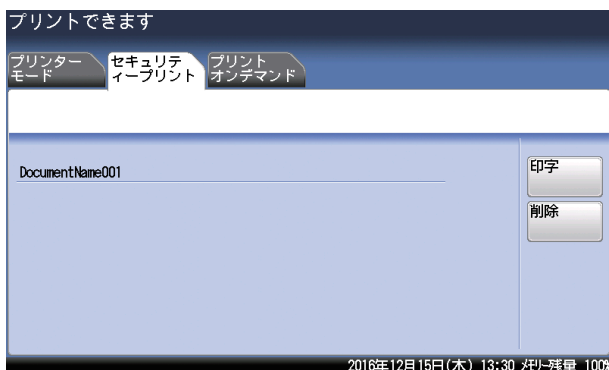 プリントできます
プリンター
モード
セキュリテ
ィープリント
プリント
オンデマンド
DocumentName001
印字
削除
2016年12月15日(木) 13:30 メモリー残量 100%